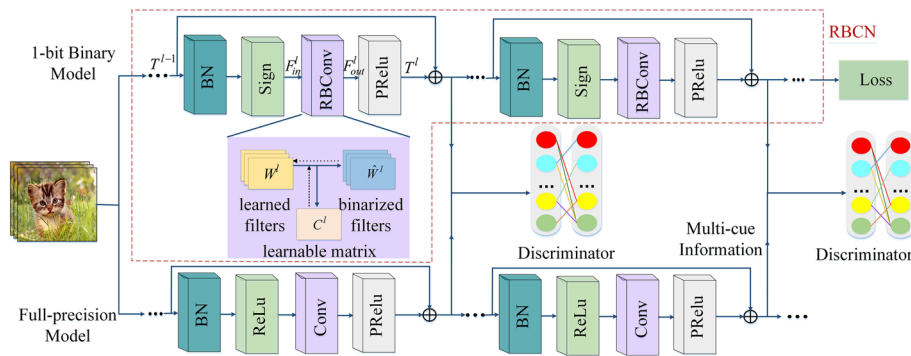 RBCN
1-bit Binary
Model
T^{l-1}
BN
Sign
F_{in}^{l}
RBConv
F_{out}^{l}
PRelu
T^{l}
BN
Sign
RBConv
PRelu
Loss
W^{l}
Ŵ^{l}
learned
filters
binarized
filters
C^{l}
learnable matrix
Discriminator
Multi-cue
Information
Discriminator
Full-precision
Model
BN
ReLu
Conv
PRelu
BN
ReLu
Conv
PRelu